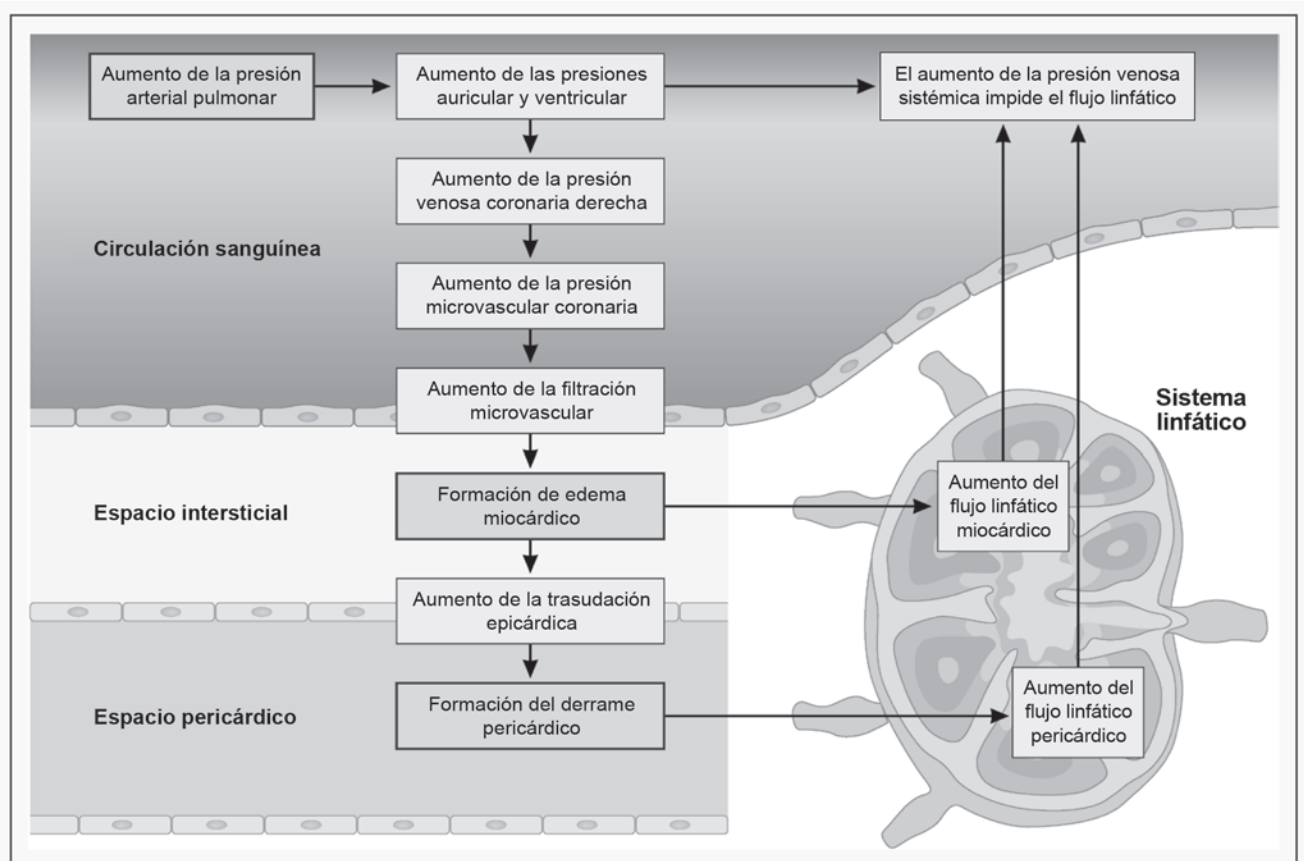 Aumento de la presión
arterial pulmonar
Aumento de las presiones
auricular y ventricular
El aumento de la presión venosa
sistémica impide el flujo linfático
Aumento de la presión
venosa coronaria derecha
Circulación sanguínea
Aumento de la presión
microvascular coronaria
Aumento de la filtración
microvascular
Sistema
linfático
Espacio intersticial
Formación de edema
miocárdico
Aumento del
flujo linfático
miocárdico
Aumento de la trasudación
epicárdica
Espacio pericárdico
Formación del derrame
pericárdico
Aumento del
flujo linfático
pericárdico